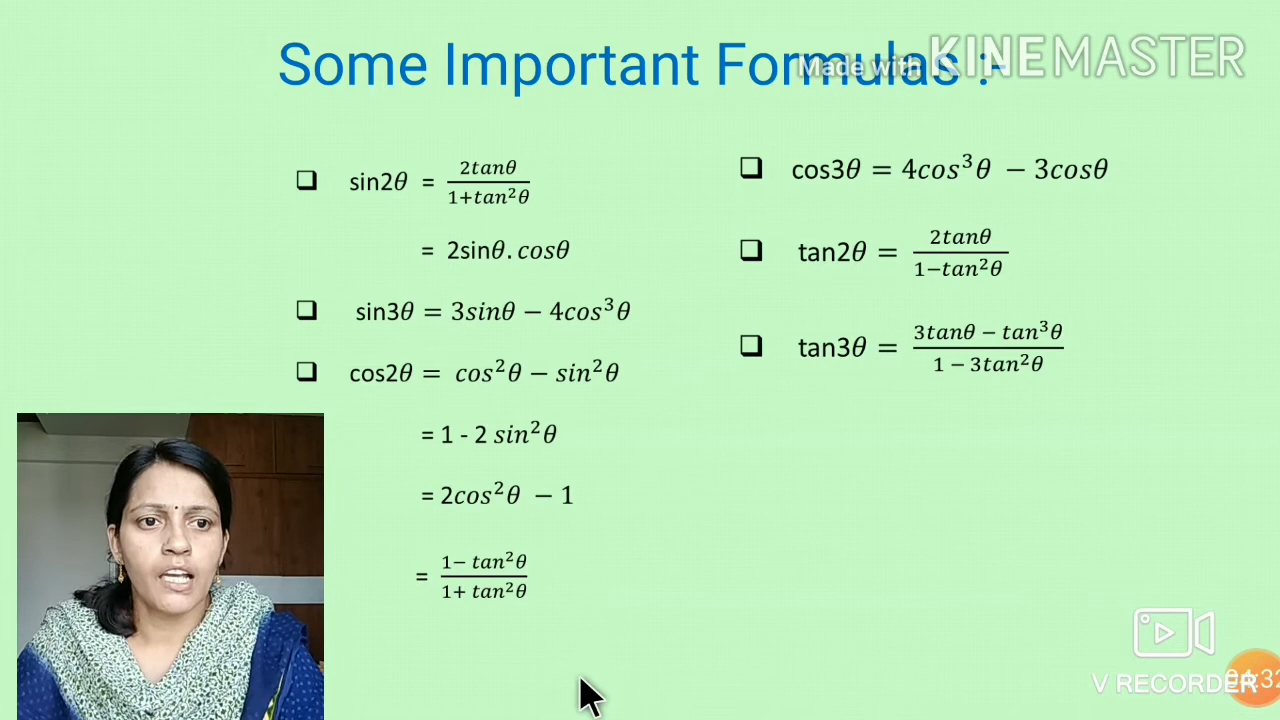 Some Important Formulas :-
Made with KINEMASTER
❑ sin2θ = 2tanθ / 1+tan²θ
= 2sinθ.cosθ
❑ sin3θ = 3sinθ − 4cos³θ
❑ cos2θ = cos²θ − sin²θ
= 1 - 2 sin²θ
= 2cos²θ − 1
= 1− tan²θ / 1+ tan²θ
❑ cos3θ = 4cos³θ − 3cosθ
❑ tan2θ = 2tanθ / 1−tan²θ
❑ tan3θ = 3tanθ − tan³θ / 1 − 3tan²θ
V RECORDER
04:32